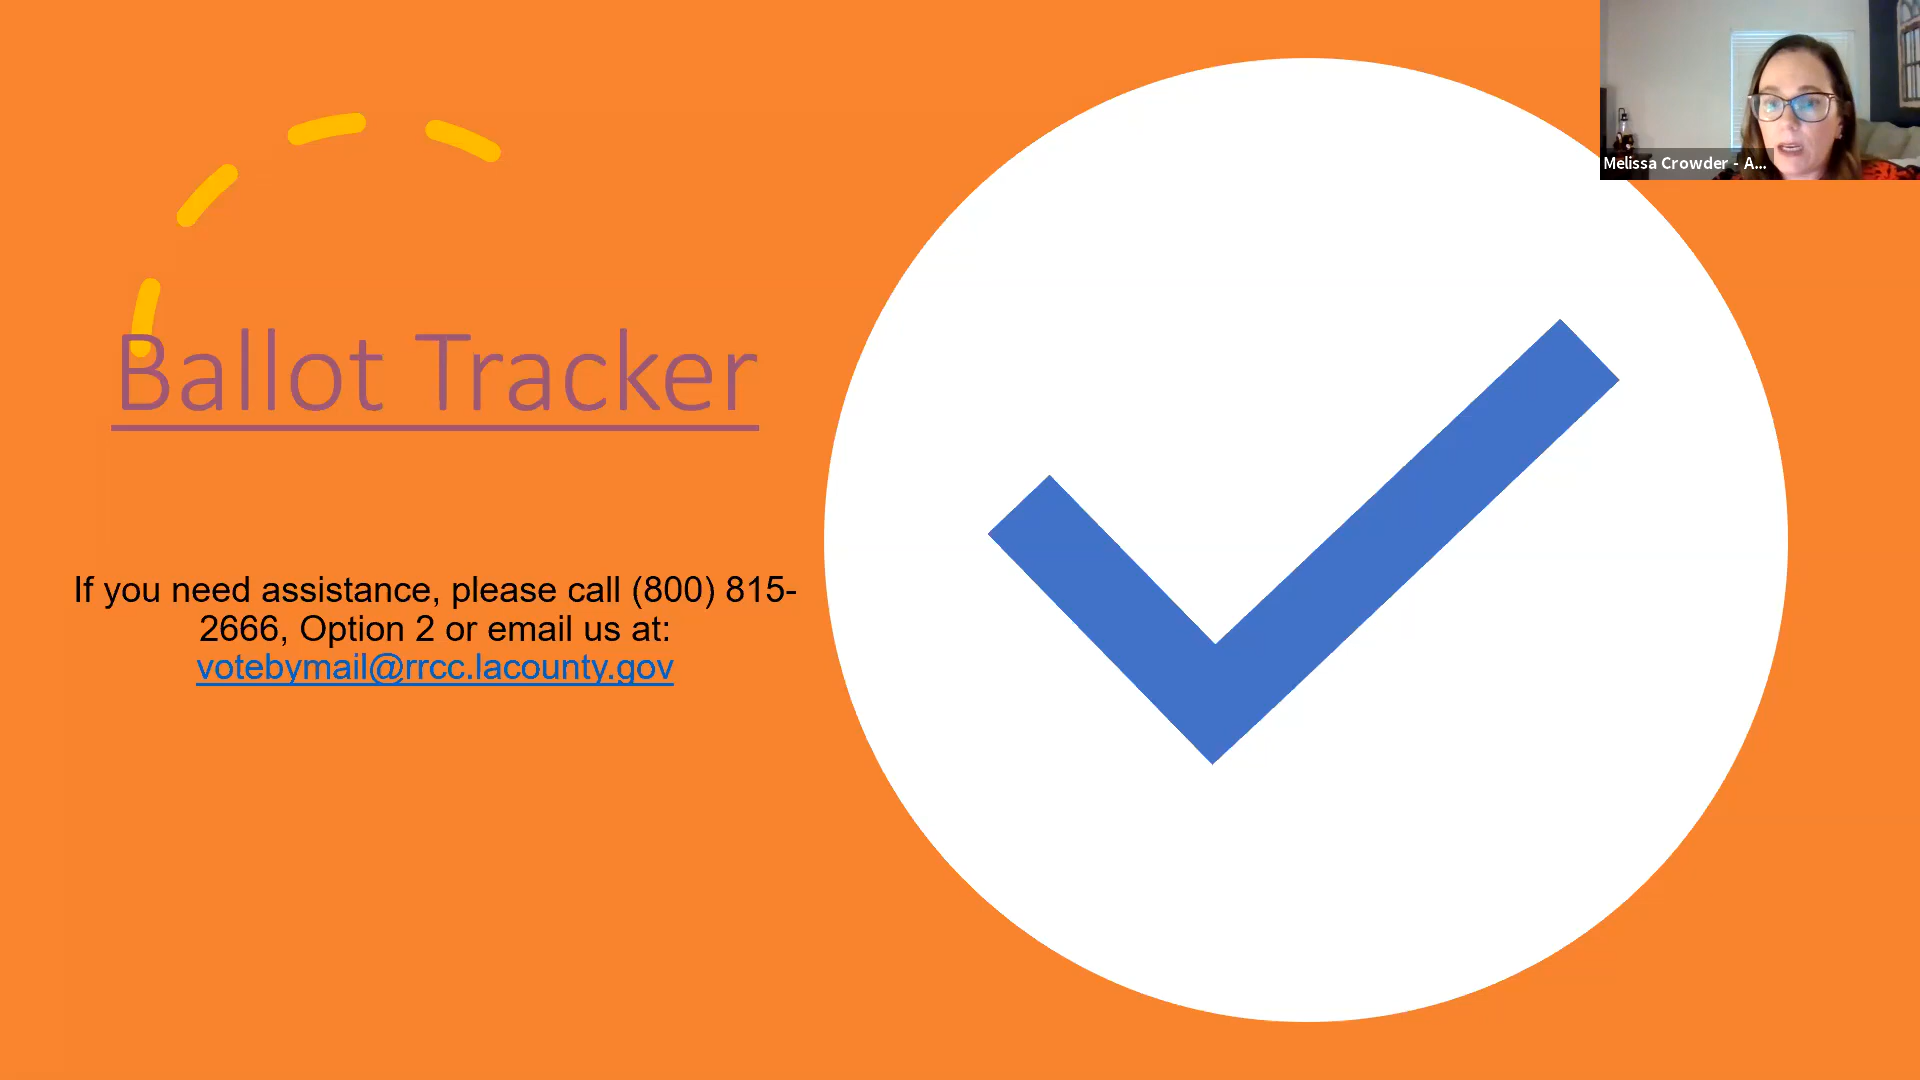 Melissa Crowder - A...
Ballot Tracker
If you need assistance, please call (800) 815-
2666, Option 2 or email us at:
votebymail@rrcc.lacounty.gov